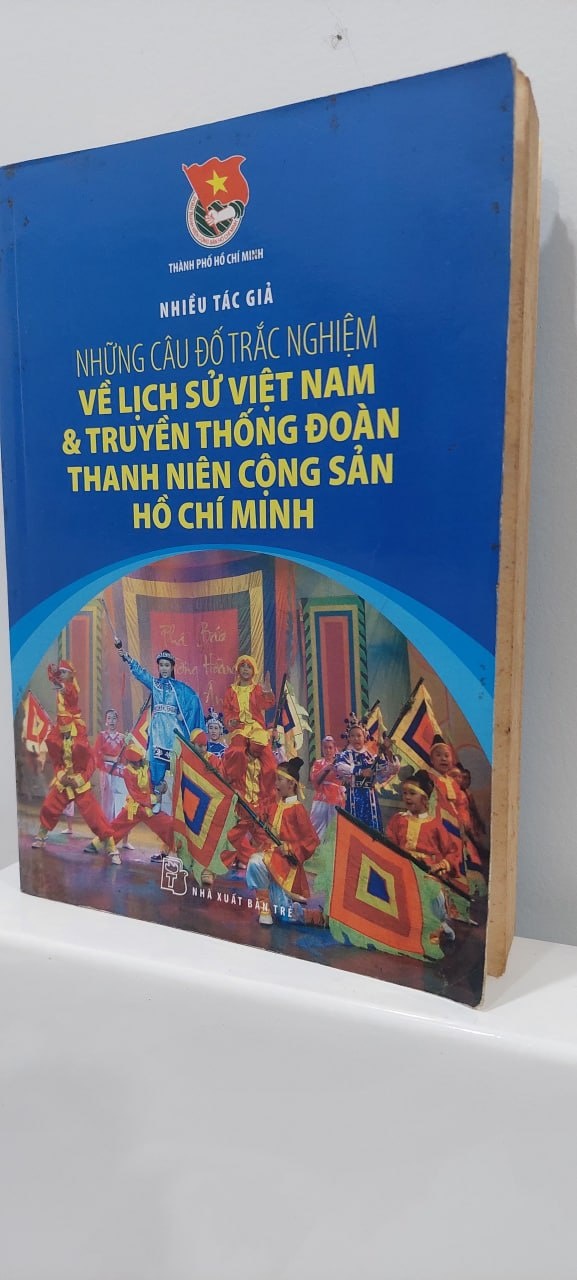 THÀNH PHỐ HỒ CHÍ MINH
NHIỀU TÁC GIẢ
NHỮNG CÂU ĐỐ TRẮC NGHIỆM
VỀ LỊCH SỬ VIỆT NAM
& TRUYỀN THỐNG ĐOÀN
THANH NIÊN CỘNG SẢN
HỒ CHÍ MINH
Phá
NHÀ XUẤT BẢN TRẺ